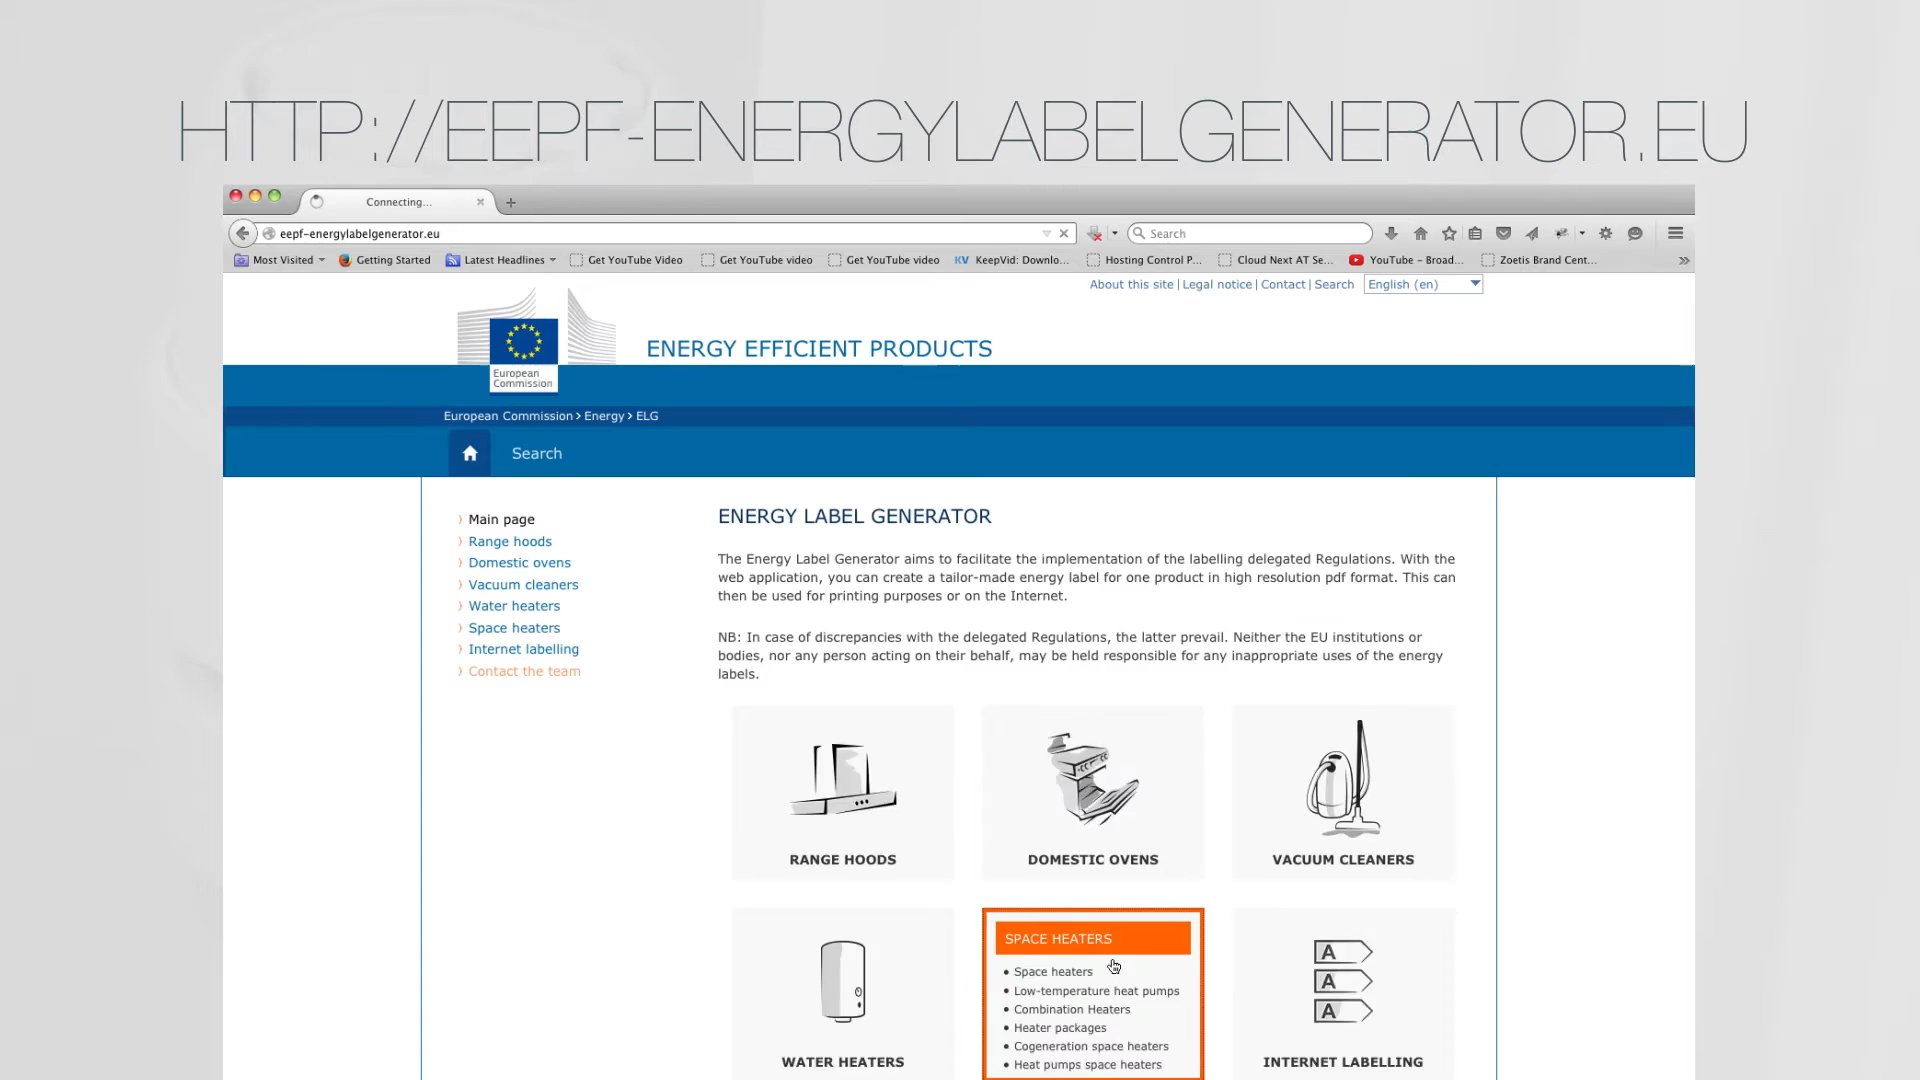 HTTP://EEPF-ENERGYLABELGENERATOR.EU
Connecting...
eepf-energylabelgenerator.eu
Search
Most Visited
Getting Started
Latest Headlines
Get YouTube Video
Get YouTube video
Get YouTube video
KV KeepVid: Downlo...
Hosting Control P...
Cloud Next AT Se...
YouTube - Broad...
Zoetis Brand Cent...
About this site | Legal notice | Contact | Search
English (en)
European
Commission
ENERGY EFFICIENT PRODUCTS
European Commission > Energy > ELG
Search
Main page
Range hoods
Domestic ovens
Vacuum cleaners
Water heaters
Space heaters
Internet labelling
Contact the team
ENERGY LABEL GENERATOR
The Energy Label Generator aims to facilitate the implementation of the labelling delegated Regulations. With the
web application, you can create a tailor-made energy label for one product in high resolution pdf format. This can
then be used for printing purposes or on the Internet.
NB: In case of discrepancies with the delegated Regulations, the latter prevail. Neither the EU institutions or
bodies, nor any person acting on their behalf, may be held responsible for any inappropriate uses of the energy
labels.
RANGE HOODS
DOMESTIC OVENS
VACUUM CLEANERS
WATER HEATERS
SPACE HEATERS
• Space heaters
• Low-temperature heat pumps
• Combination Heaters
• Heater packages
• Cogeneration space heaters
• Heat pumps space heaters
A
A
A
INTERNET LABELLING